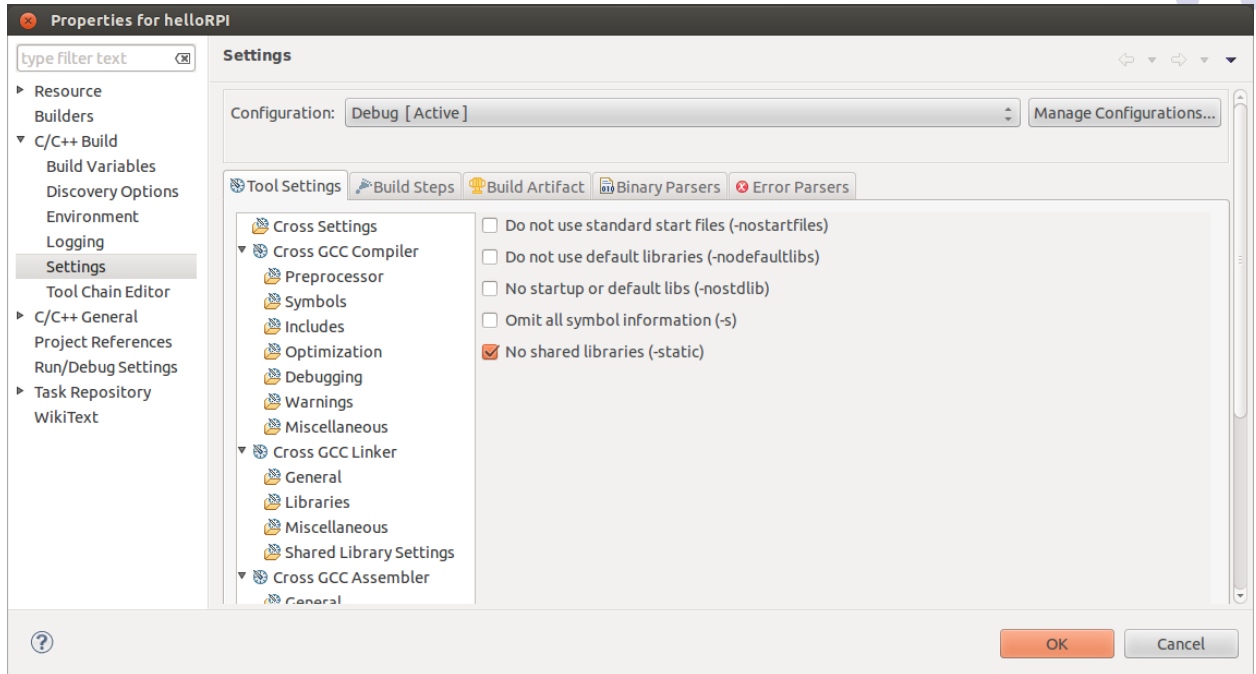 Properties for helloRPI
type filter text
Settings
Resource
Builders
C/C++ Build
Build Variables
Discovery Options
Environment
Logging
Settings
Tool Chain Editor
C/C++ General
Project References
Run/Debug Settings
Task Repository
WikiText
Configuration:
Debug [ Active ]
Manage Configurations...
Tool Settings
Build Steps
Build Artifact
Binary Parsers
Error Parsers
Cross Settings
Cross GCC Compiler
Preprocessor
Symbols
Includes
Optimization
Debugging
Warnings
Miscellaneous
Cross GCC Linker
General
Libraries
Miscellaneous
Shared Library Settings
Cross GCC Assembler
General
Do not use standard start files (-nostartfiles)
Do not use default libraries (-nodefaultlibs)
No startup or default libs (-nostdlib)
Omit all symbol information (-s)
No shared libraries (-static)
?
OK
Cancel